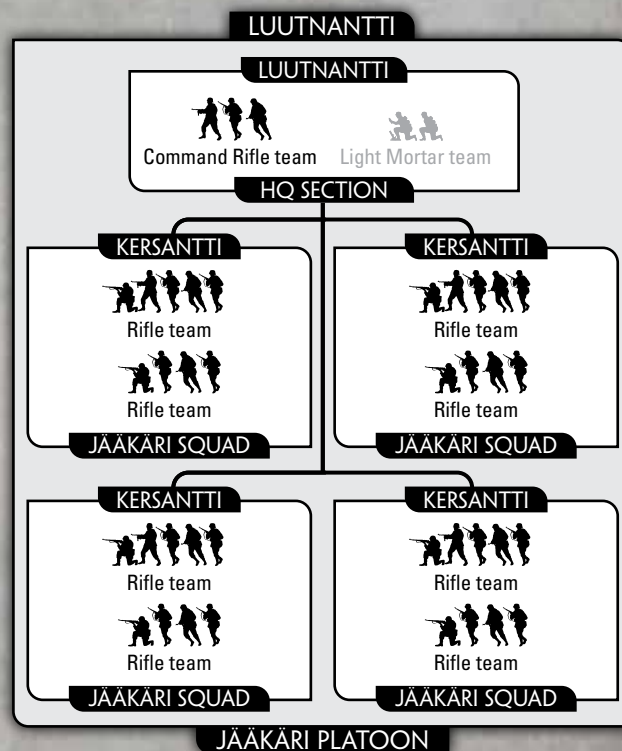 LUUTNANTTI
LUUTNANTTI
Command Rifle team Light Mortar team
HQ SECTION
KERSANTTI KERSANTTI
Rifle team Rifle team
Rifle team Rifle team
JÄÄKÄRI SQUAD JÄÄKÄRI SQUAD
KERSANTTI KERSANTTI
Rifle team Rifle team
Rifle team Rifle team
JÄÄKÄRI SQUAD JÄÄKÄRI SQUAD
JÄÄKÄRI PLATOON